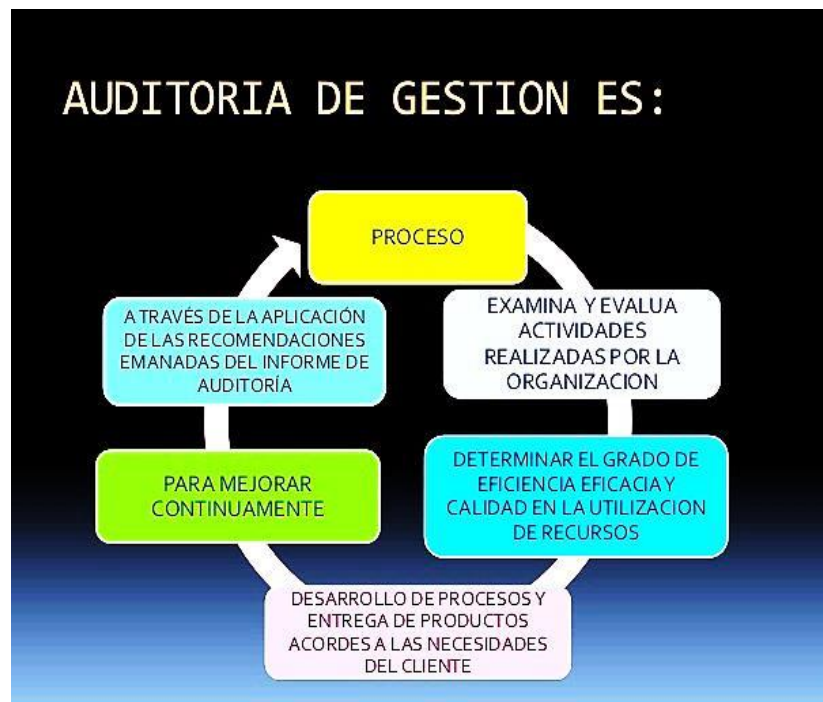 AUDITORIA DE GESTION ES:
PROCESO
EXAMINA Y EVALUA
ACTIVIDADES
REALIZADAS POR LA
ORGANIZACION
DETERMINAR EL GRADO DE
EFICIENCIA EFICACIA Y
CALIDAD EN LA UTILIZACION
DE RECURSOS
DESARROLLO DE PROCESOS Y
ENTREGA DE PRODUCTOS
ACORDES A LAS NECESIDADES
DEL CLIENTE
PARA MEJORAR
CONTINUAMENTE
A TRAVÉS DE LA APLICACIÓN
DE LAS RECOMENDACIONES
EMANADAS DEL INFORME DE
AUDITORÍA